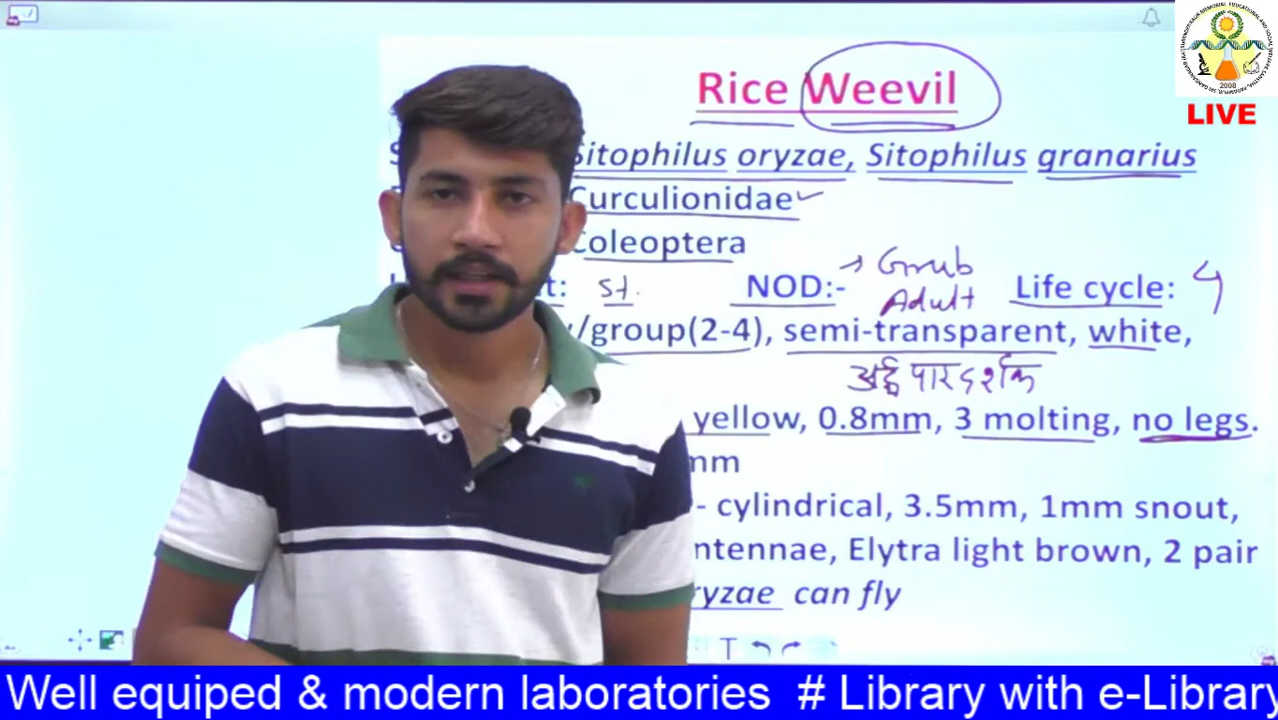 Rice Weevil
Sitophilus oryzae, Sitophilus granarius
Curculionidae
Coleoptera
Grub
t: St. NOD:- Adult Life cycle: 4
y/group(2-4), semi-transparent, white,
अर्द्ध पारदर्शक
yellow, 0.8mm, 3 molting, no legs.
mm
- cylindrical, 3.5mm, 1mm snout,
ntennae, Elytra light brown, 2 pair
ryzae can fly
2008
LIVE
Well equiped & modern laboratories # Library with e-Library